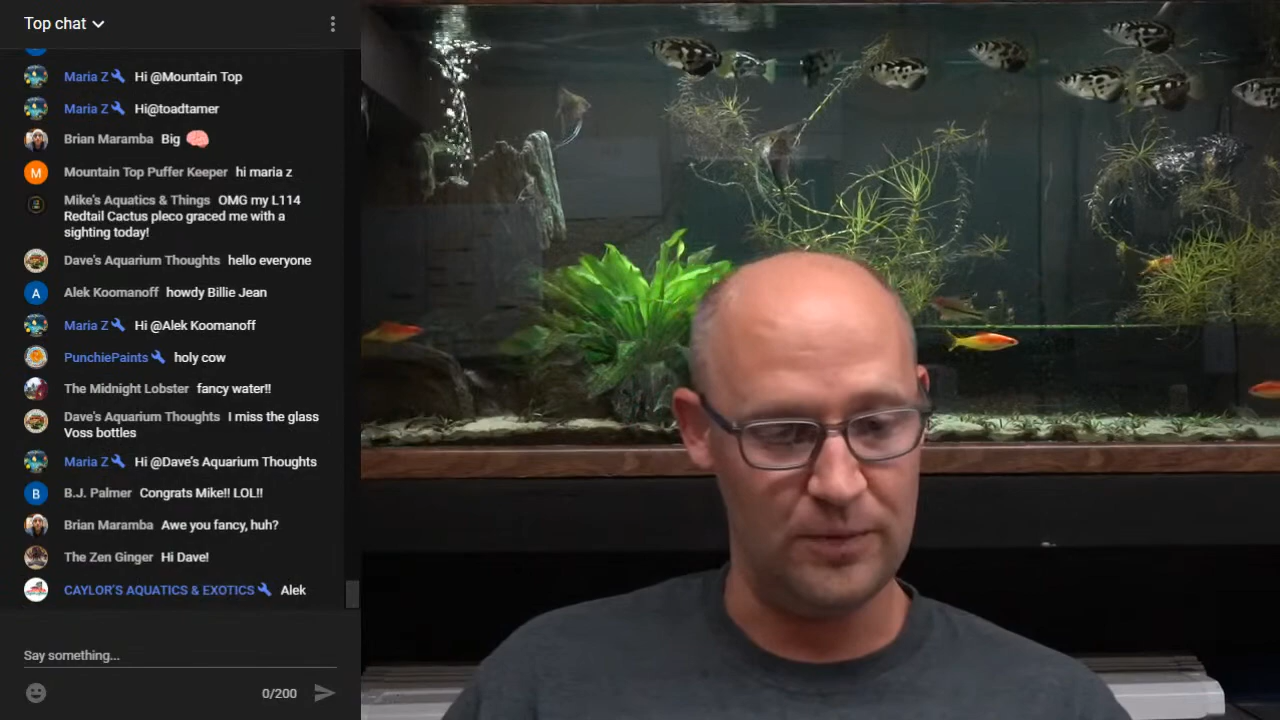 Top chat
Maria Z Hi @Mountain Top
Maria Z Hi@toadtamer
Brian Maramba Big
Mountain Top Puffer Keeper hi maria z
Mike's Aquatics & Things OMG my L114
Redtail Cactus pleco graced me with a
sighting today!
Dave's Aquarium Thoughts hello everyone
Alek Koomanoff howdy Billie Jean
Maria Z Hi @Alek Koomanoff
PunchiePaints holy cow
The Midnight Lobster fancy water!!
Dave's Aquarium Thoughts I miss the glass
Voss bottles
Maria Z Hi @Dave's Aquarium Thoughts
B.J. Palmer Congrats Mike!! LOL!!
Brian Maramba Awe you fancy, huh?
The Zen Ginger Hi Dave!
CAYLOR'S AQUATICS & EXOTICS Alek
Say something...
0/200